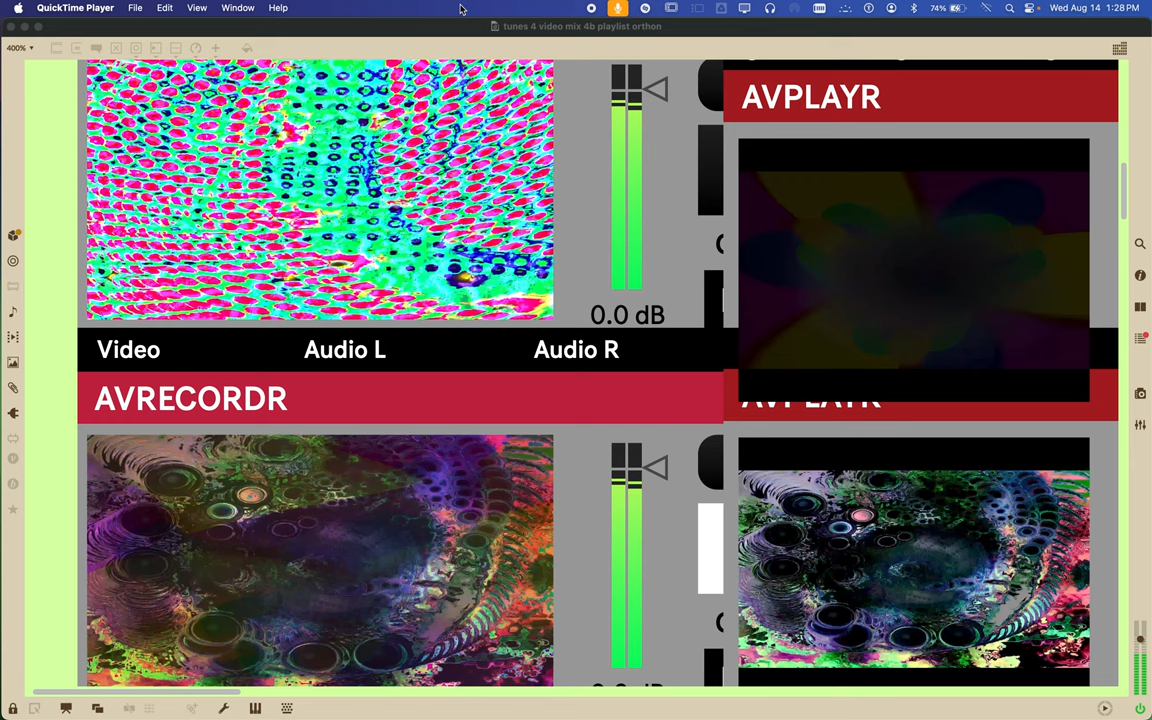 QuickTime Player File Edit View Window Help 74% Wed Aug 14 1:28 PM
tunes 4 video mix 4b playlist orthon
400%
AVPLAYR
0.0 dB
Video Audio L Audio R
AVRECORDR